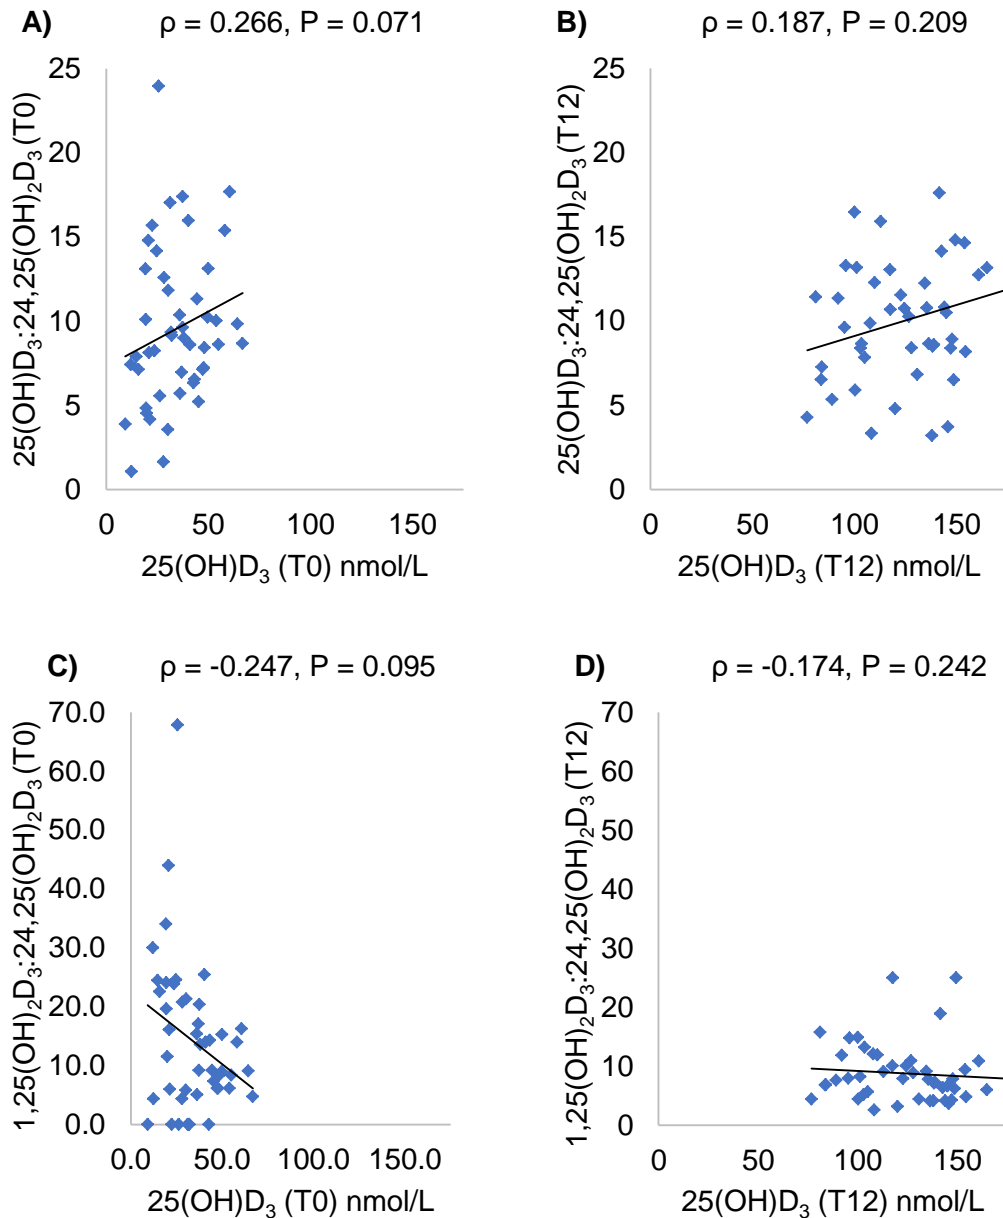 A) ρ = 0.266, P = 0.071
25(OH)D₃:24,25(OH)₂D₃ (T0)
25
20
15
10
5
0
0 50 100 150
25(OH)D₃ (T0) nmol/L
B) ρ = 0.187, P = 0.209
25(OH)D₃:24,25(OH)₂D₃ (T12)
25
20
15
10
5
0
0 50 100 150
25(OH)D₃ (T12) nmol/L
C) ρ = -0.247, P = 0.095
1,25(OH)₂D₃:24,25(OH)₂D₃ (T0)
70.0
60.0
50.0
40.0
30.0
20.0
10.0
0.0
0.0 50.0 100.0 150.0
25(OH)D₃ (T0) nmol/L
D) ρ = -0.174, P = 0.242
1,25(OH)₂D₃:24,25(OH)₂D₃ (T12)
70
60
50
40
30
20
10
0
0 50 100 150
25(OH)D₃ (T12) nmol/L